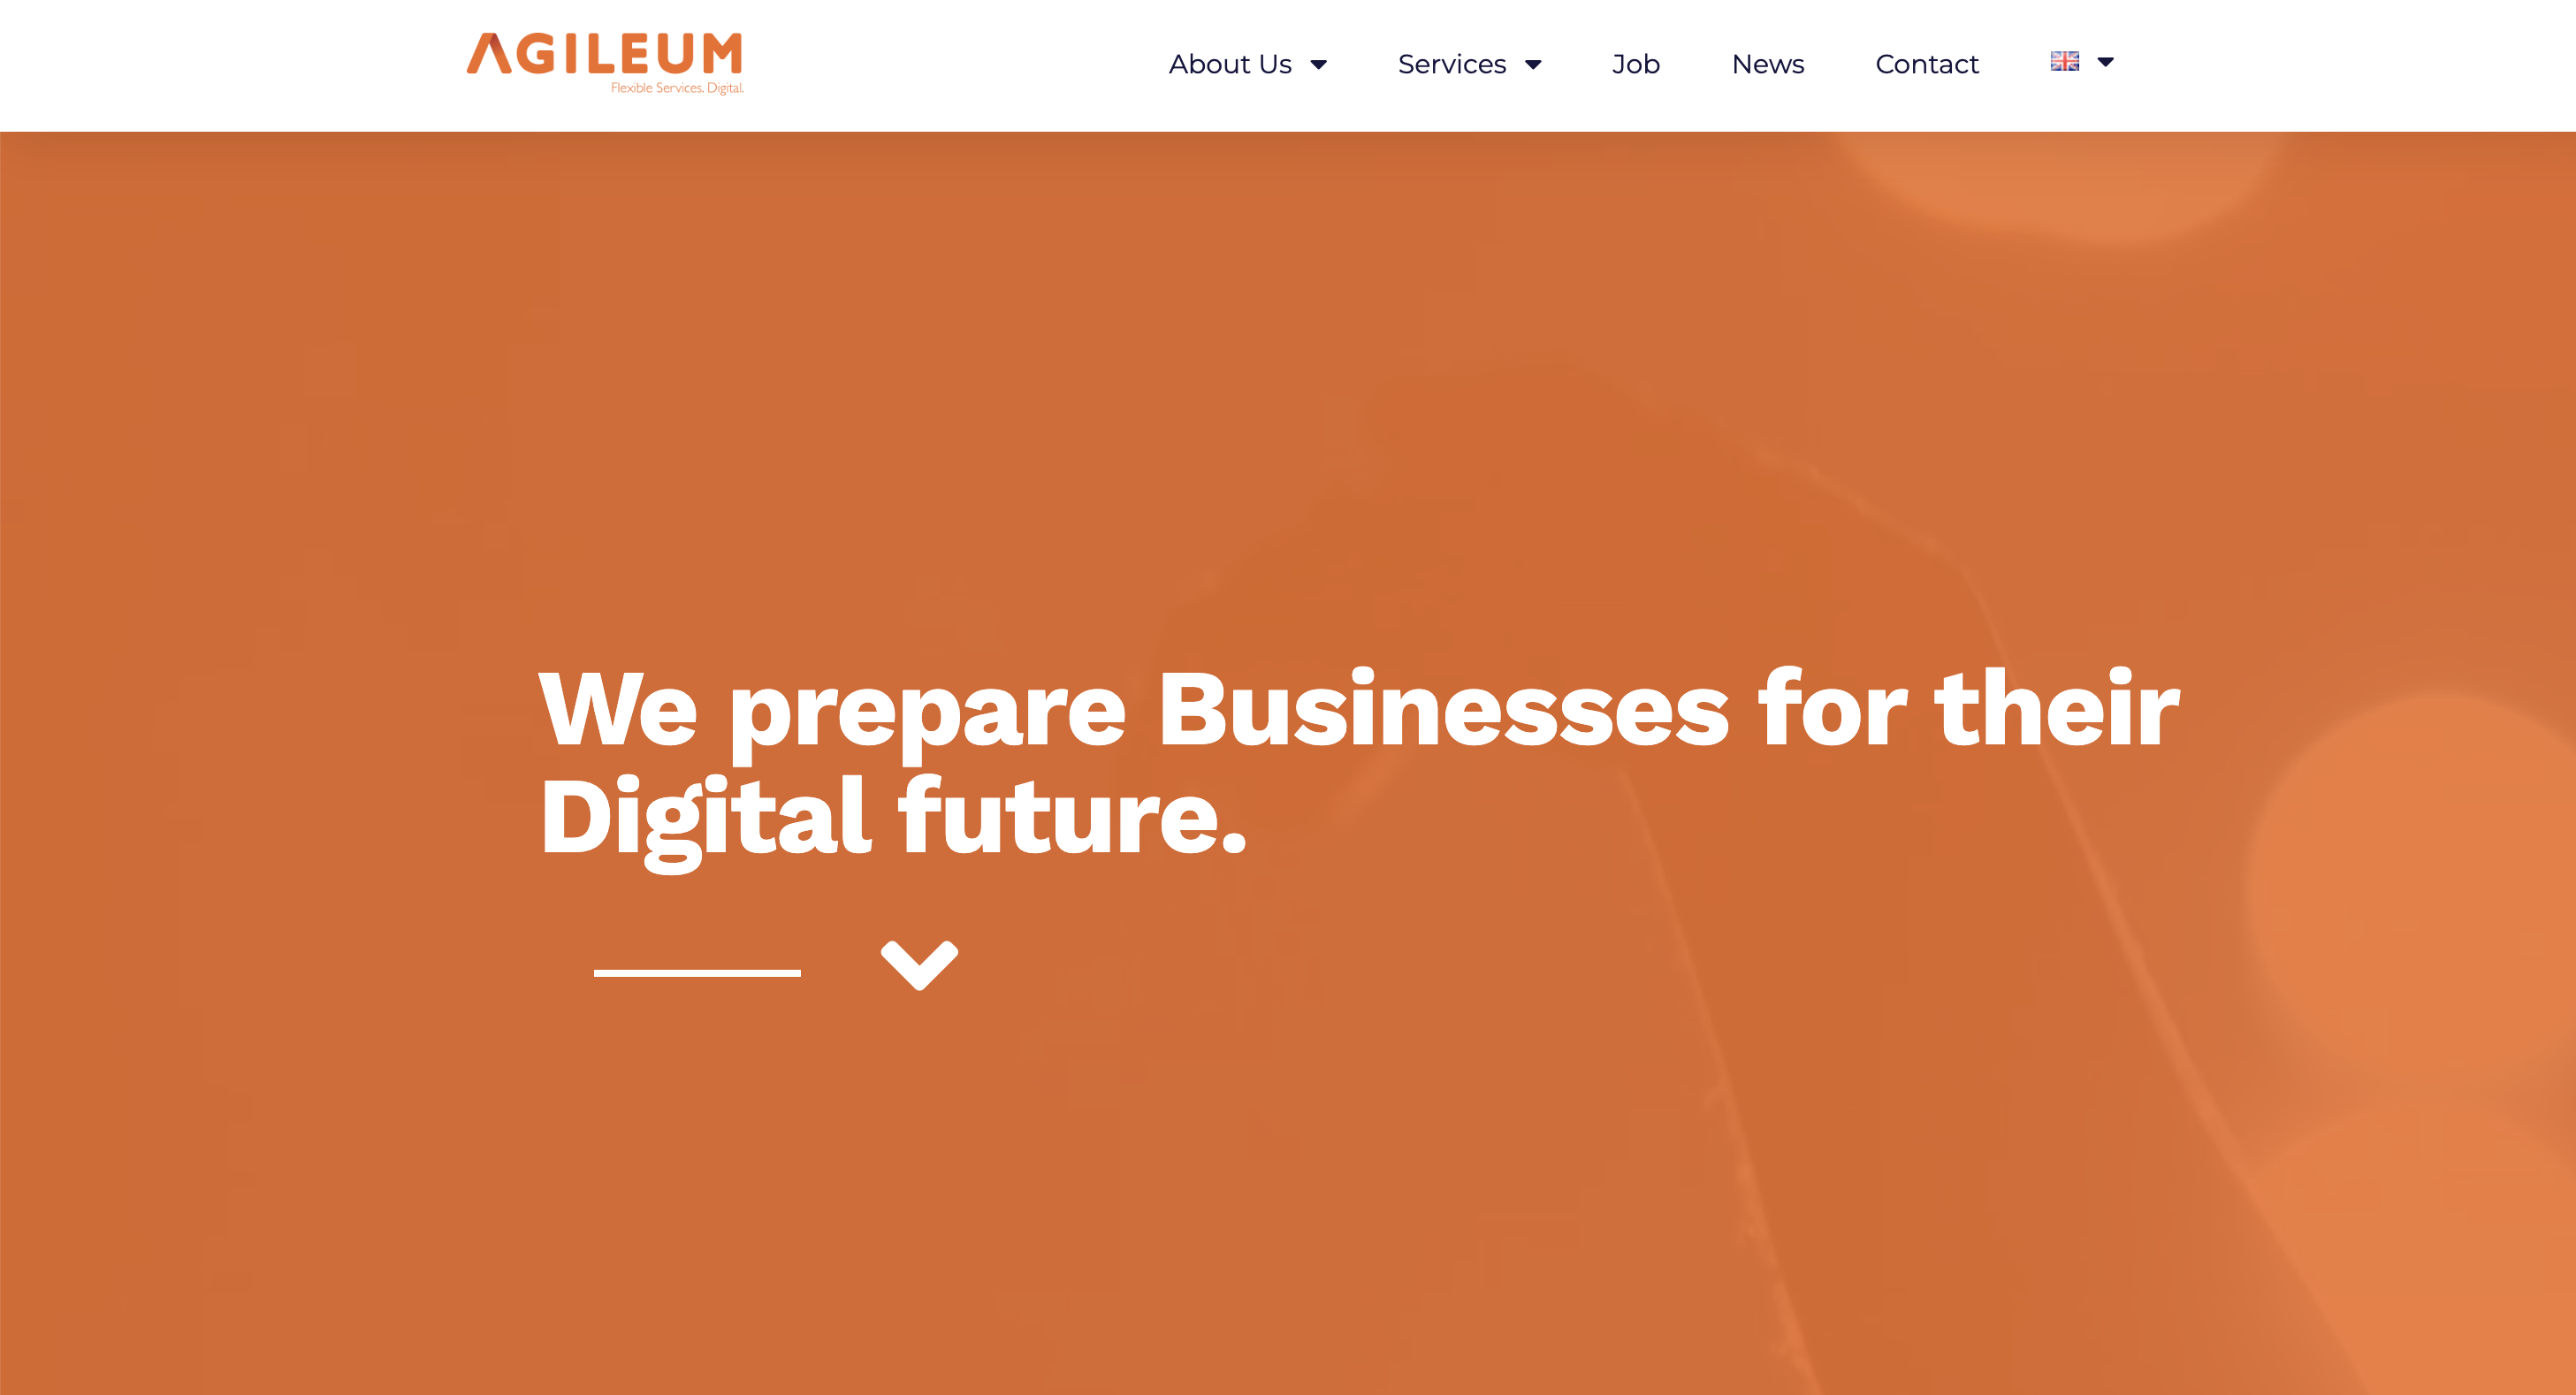 AGILEUM
Flexible Services. Digital.
About Us
Services
Job
News
Contact
We prepare Businesses for their
Digital future.